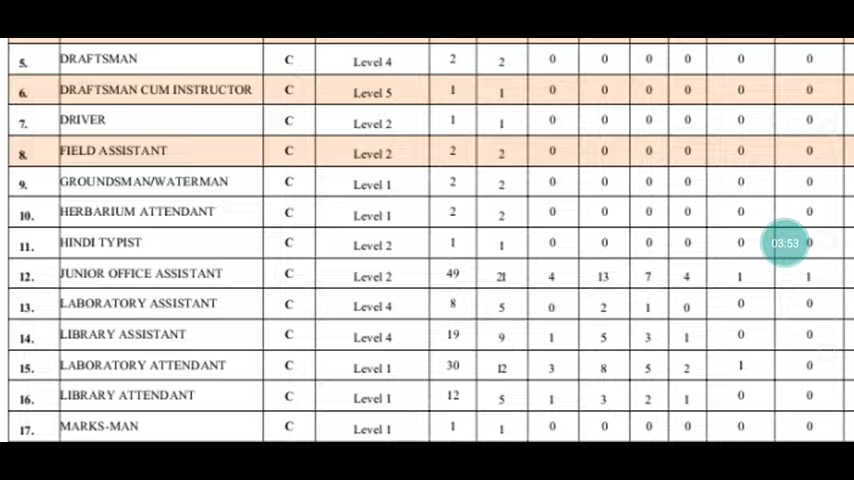 5. DRAFTSMAN C Level 4 2 2 0 0 0 0 0 0
6. DRAFTSMAN CUM INSTRUCTOR C Level 5 1 1 0 0 0 0 0 0
7. DRIVER C Level 2 1 1 0 0 0 0 0 0
8. FIELD ASSISTANT C Level 2 2 2 0 0 0 0 0 0
9. GROUNDSMAN/WATERMAN C Level 1 2 2 0 0 0 0 0 0
10. HERBARIUM ATTENDANT C Level 1 2 2 0 0 0 0 0 0
11. HINDI TYPIST C Level 2 1 1 0 0 0 0 0 03:53 0
12. JUNIOR OFFICE ASSISTANT C Level 2 49 21 4 13 7 4 1 1
13. LABORATORY ASSISTANT C Level 4 8 5 0 2 1 0 0 0
14. LIBRARY ASSISTANT C Level 4 19 9 1 5 3 1 0 0
15. LABORATORY ATTENDANT C Level 1 30 12 3 8 5 2 1 0
16. LIBRARY ATTENDANT C Level 1 12 5 1 3 2 1 0 0
17. MARKS-MAN C Level 1 1 1 0 0 0 0 0 0